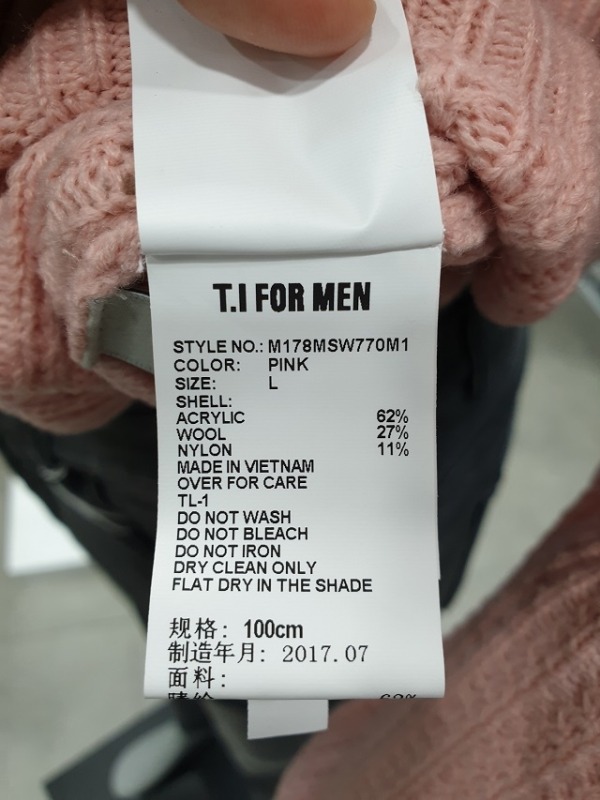 T.I FOR MEN
STYLE NO.: M178MSW770M1
COLOR: PINK
SIZE: L
SHELL:
ACRYLIC 62%
WOOL 27%
NYLON 11%
MADE IN VIETNAM
OVER FOR CARE
TL-1
DO NOT WASH
DO NOT BLEACH
DO NOT IRON
DRY CLEAN ONLY
FLAT DRY IN THE SHADE
规格: 100cm
制造年月: 2017.07
面料: